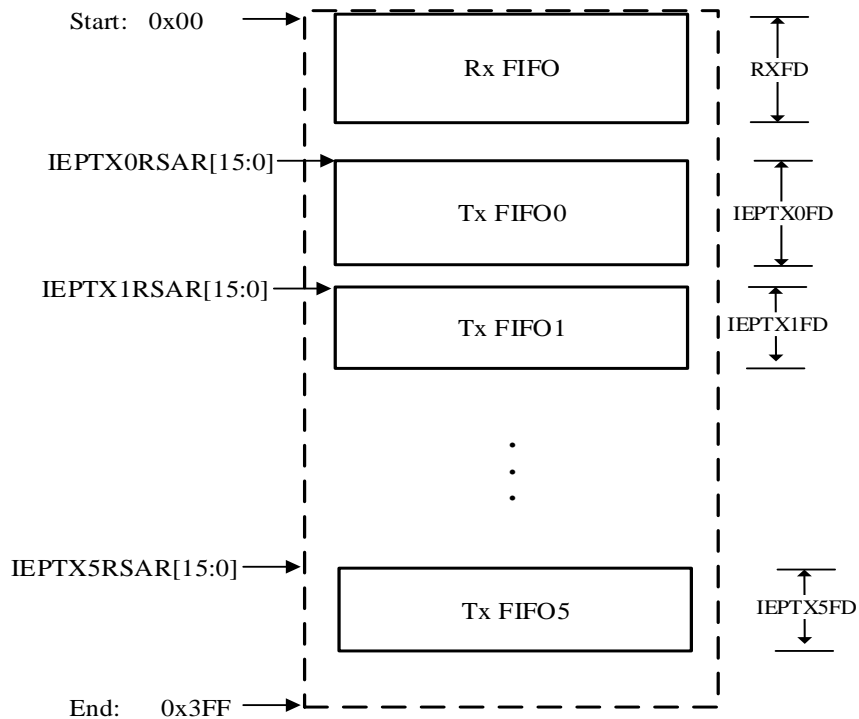 Start: 0x00
Rx FIFO
RXFD
IEPTX0RSAR[15:0]
Tx FIFO0
IEPTX0FD
IEPTX1RSAR[15:0]
Tx FIFO1
IEPTX1FD
IEPTX5RSAR[15:0]
Tx FIFO5
IEPTX5FD
End: 0x3FF